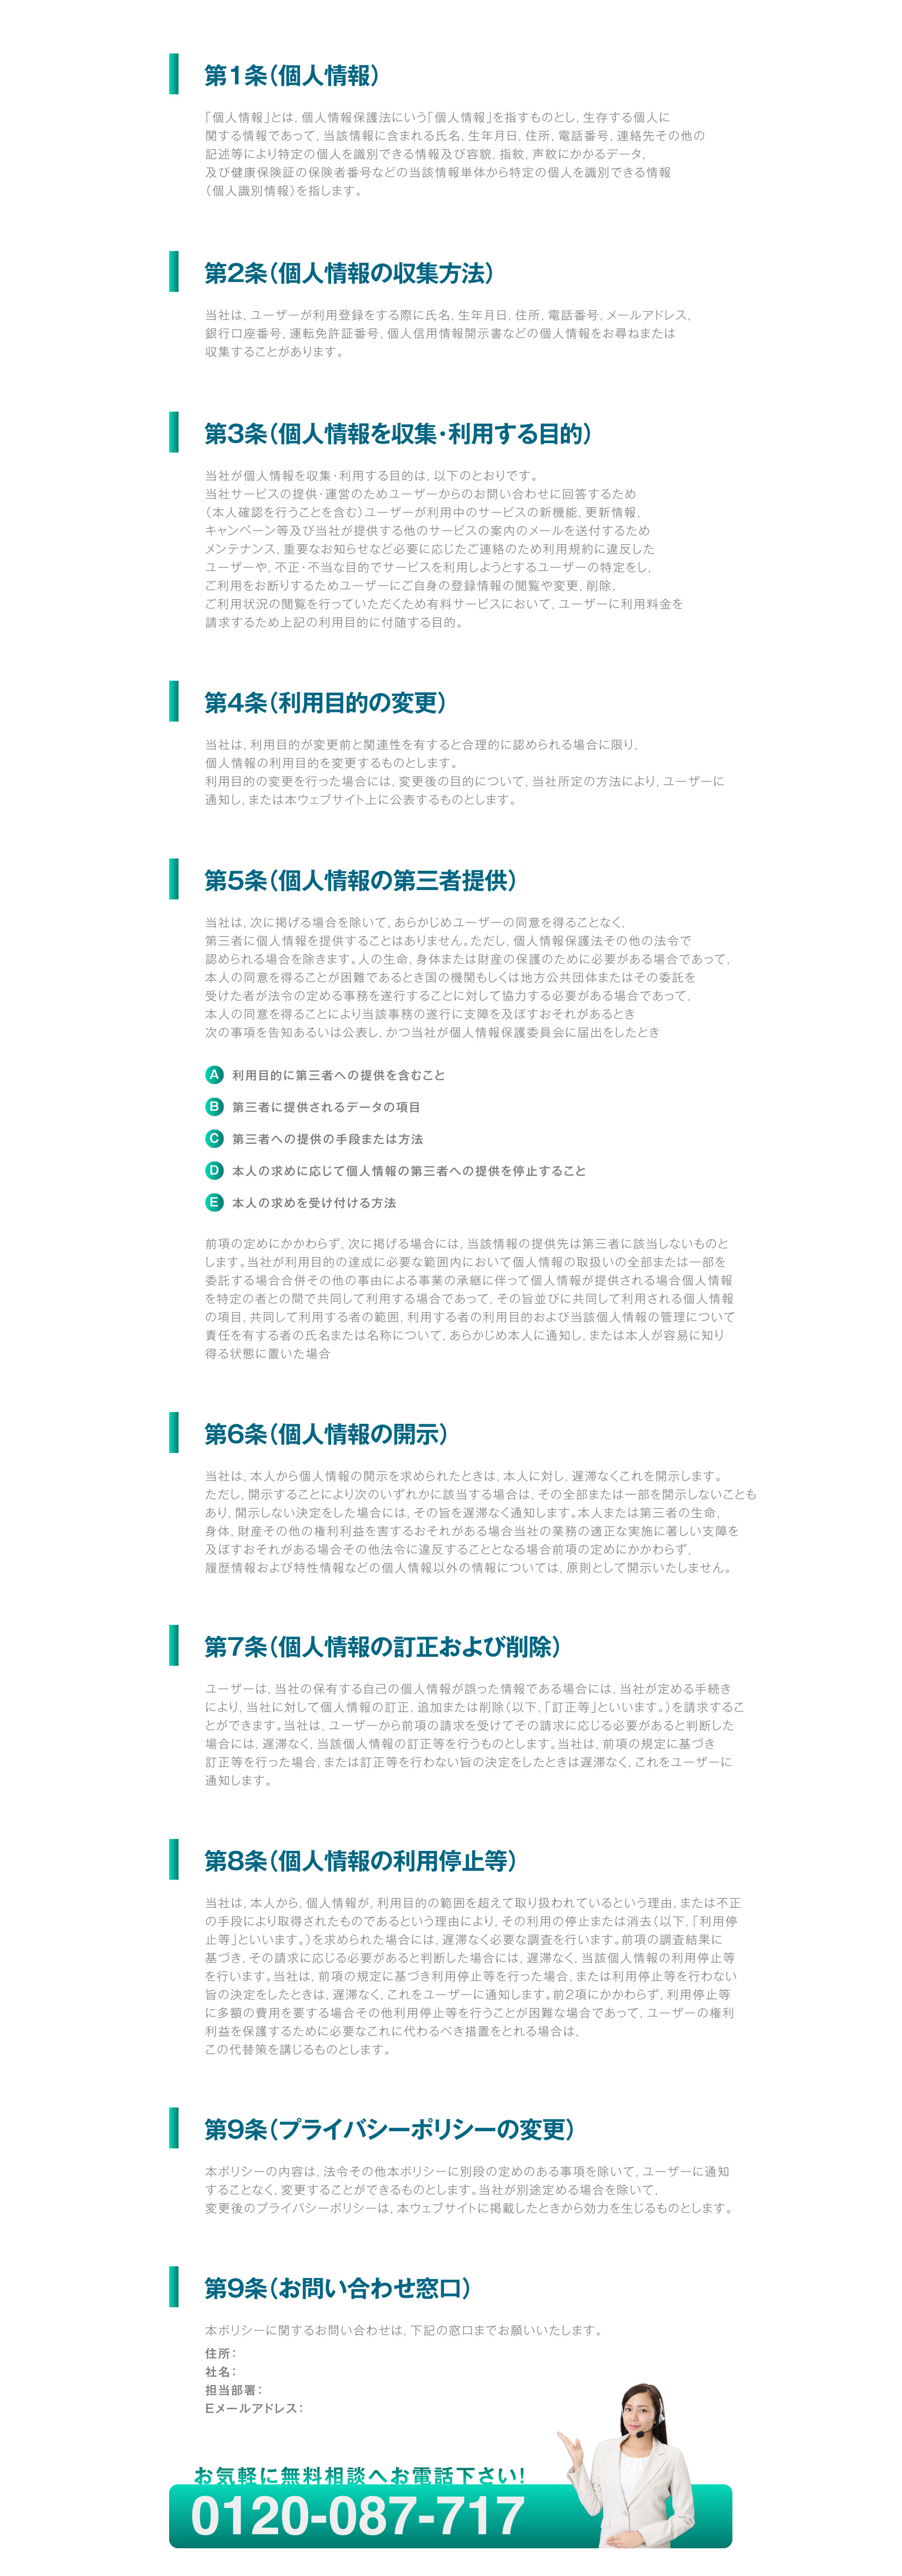 第1条（個人情報）
「個人情報」とは，個人情報保護法にいう「個人情報」を指すものとし，生存する個人に
関する情報であって，当該情報に含まれる氏名，生年月日，住所，電話番号，連絡先その他の
記述等により特定の個人を識別できる情報及び容貌，指紋，声紋にかかるデータ，
及び健康保険証の保険者番号などの当該情報単体から特定の個人を識別できる情報
（個人識別情報）を指します。
第2条（個人情報の収集方法）
当社は，ユーザーが利用登録をする際に氏名，生年月日，住所，電話番号，メールアドレス，
銀行口座番号，運転免許証番号，個人信用情報開示書などの個人情報をお尋ねまたは
収集することがあります。
第3条（個人情報を収集・利用する目的）
当社が個人情報を収集・利用する目的は，以下のとおりです。
当社サービスの提供・運営のためユーザーからのお問い合わせに回答するため
（本人確認を行うことを含む）ユーザーが利用中のサービスの新機能，更新情報，
キャンペーン等及び当社が提供する他のサービスの案内のメールを送付するため
メンテナンス，重要なお知らせなど必要に応じたご連絡のため利用規約に違反した
ユーザーや，不正・不当な目的でサービスを利用しようとするユーザーの特定をし，
ご利用をお断りするためユーザーにご自身の登録情報の閲覧や変更，削除，
ご利用状況の閲覧を行っていただくため有料サービスにおいて，ユーザーに利用料金を
請求するため上記の利用目的に付随する目的。
第4条（利用目的の変更）
当社は，利用目的が変更前と関連性を有すると合理的に認められる場合に限り，
個人情報の利用目的を変更するものとします。
利用目的の変更を行った場合には，変更後の目的について，当社所定の方法により，ユーザーに
通知し，または本ウェブサイト上に公表するものとします。
第5条（個人情報の第三者提供）
当社は，次に掲げる場合を除いて，あらかじめユーザーの同意を得ることなく，
第三者に個人情報を提供することはありません。ただし，個人情報保護法その他の法令で
認められる場合を除きます。人の生命，身体または財産の保護のために必要がある場合であって，
本人の同意を得ることが困難であるとき国の機関もしくは地方公共団体またはその委託を
受けた者が法令の定める事務を遂行することに対して協力する必要がある場合であって，
本人の同意を得ることにより当該事務の遂行に支障を及ぼすおそれがあるとき
次の事項を告知あるいは公表し，かつ当社が個人情報保護委員会に届出をしたとき
A 利用目的に第三者への提供を含むこと
B 第三者に提供されるデータの項目
C 第三者への提供の手段または方法
D 本人の求めに応じて個人情報の第三者への提供を停止すること
E 本人の求めを受け付ける方法
前項の定めにかかわらず，次に掲げる場合には，当該情報の提供先は第三者に該当しないものと
します。当社が利用目的の達成に必要な範囲内において個人情報の取扱いの全部または一部を
委託する場合合併その他の事由による事業の承継に伴って個人情報が提供される場合個人情報
を特定の者との間で共同して利用する場合であって，その旨並びに共同して利用される個人情報
の項目，共同して利用する者の範囲，利用する者の利用目的および当該個人情報の管理について
責任を有する者の氏名または名称について，あらかじめ本人に通知し，または本人が容易に知り
得る状態に置いた場合
第6条（個人情報の開示）
当社は，本人から個人情報の開示を求められたときは，本人に対し，遅滞なくこれを開示します。
ただし，開示することにより次のいずれかに該当する場合は，その全部または一部を開示しないことも
あり，開示しない決定をした場合には，その旨を遅滞なく通知します。本人または第三者の生命，
身体，財産その他の権利利益を害するおそれがある場合当社の業務の適正な実施に著しい支障を
及ぼすおそれがある場合その他法令に違反することとなる場合前項の定めにかかわらず，
履歴情報および特性情報などの個人情報以外の情報については，原則として開示いたしません。
第7条（個人情報の訂正および削除）
ユーザーは，当社の保有する自己の個人情報が誤った情報である場合には，当社が定める手続き
により，当社に対して個人情報の訂正，追加または削除（以下，「訂正等」といいます。）を請求するこ
とができます。当社は，ユーザーから前項の請求を受けてその請求に応じる必要があると判断した
場合には，遅滞なく，当該個人情報の訂正等を行うものとします。当社は，前項の規定に基づき
訂正等を行った場合，または訂正等を行わない旨の決定をしたときは遅滞なく，これをユーザーに
通知します。
第8条（個人情報の利用停止等）
当社は，本人から，個人情報が，利用目的の範囲を超えて取り扱われているという理由，または不正
の手段により取得されたものであるという理由により，その利用の停止または消去（以下，「利用停
止等」といいます。）を求められた場合には，遅滞なく必要な調査を行います。前項の調査結果に
基づき，その請求に応じる必要があると判断した場合には，遅滞なく，当該個人情報の利用停止等
を行います。当社は，前項の規定に基づき利用停止等を行った場合，または利用停止等を行わない
旨の決定をしたときは，遅滞なく，これをユーザーに通知します。前2項にかかわらず，利用停止等
に多額の費用を要する場合その他利用停止等を行うことが困難な場合であって，ユーザーの権利
利益を保護するために必要なこれに代わるべき措置をとれる場合は，
この代替策を講じるものとします。
第9条（プライバシーポリシーの変更）
本ポリシーの内容は，法令その他本ポリシーに別段の定めのある事項を除いて，ユーザーに通知
することなく，変更することができるものとします。当社が別途定める場合を除いて，
変更後のプライバシーポリシーは，本ウェブサイトに掲載したときから効力を生じるものとします。
第9条（お問い合わせ窓口）
本ポリシーに関するお問い合わせは，下記の窓口までお願いいたします。
住所：
社名：
担当部署：
Eメールアドレス：
お気軽に無料相談へお電話下さい!
0120-087-717